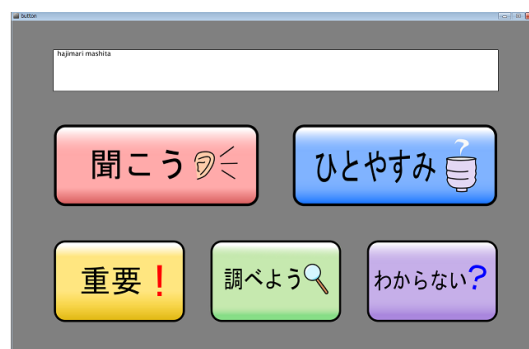 button
hajimari mashita
聞こう
ひとやすみ
重要!
調べよう
わからない?